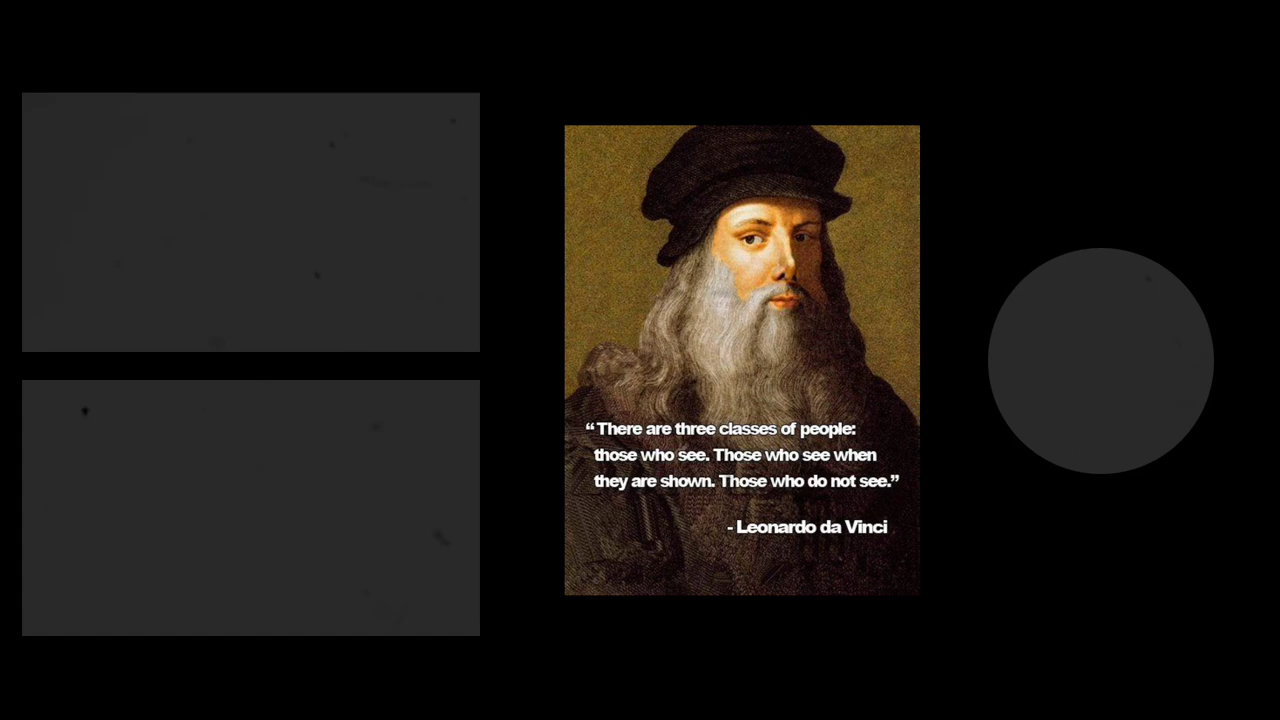 “There are three classes of people:
those who see. Those who see when
they are shown. Those who do not see.”
- Leonardo da Vinci